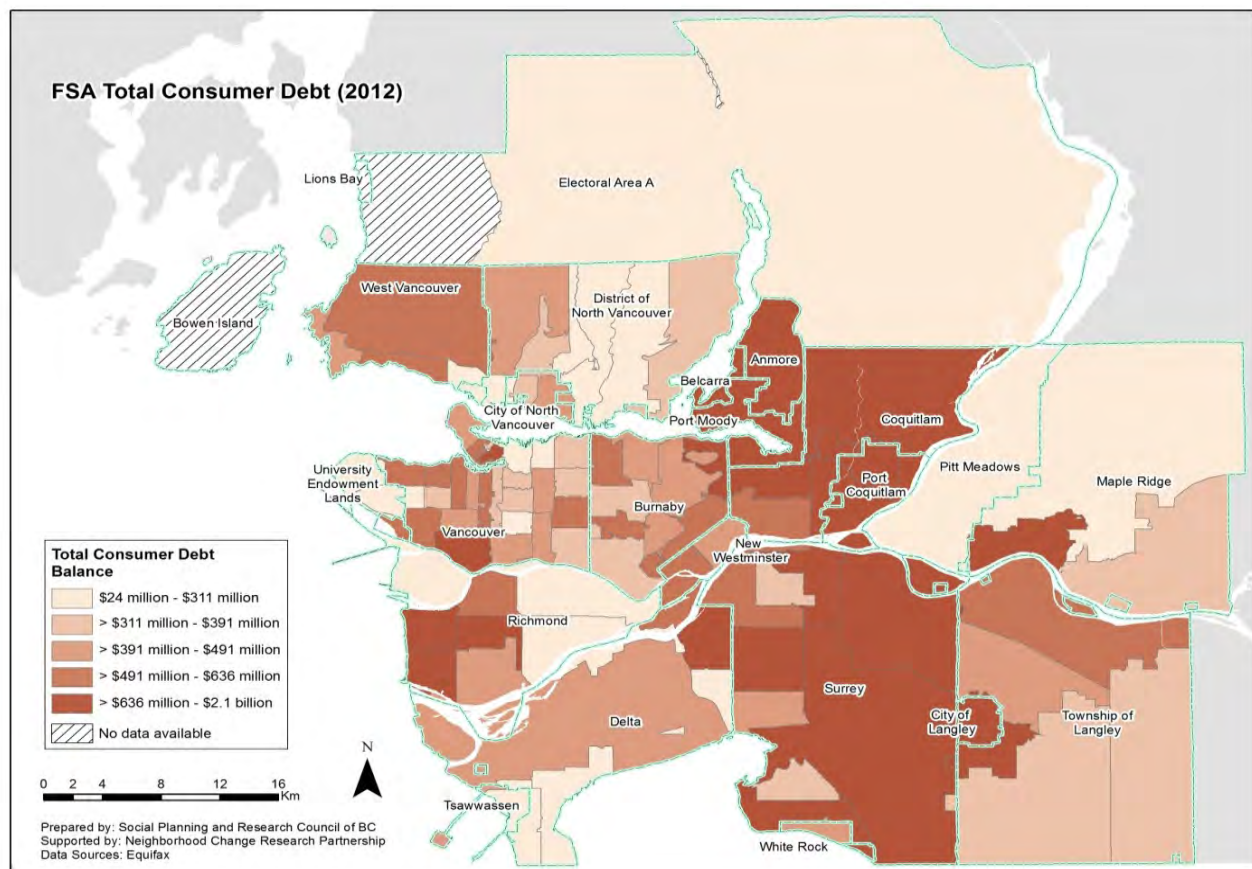 FSA Total Consumer Debt (2012)
Lions Bay
Electoral Area A
Bowen Island
West Vancouver
District of
North Vancouver
Anmore
Belcarra
City of North
Vancouver
Port Moody
Coquitlam
University
Endowment
Lands
Port
Coquitlam
Pitt Meadows
Maple Ridge
Burnaby
Vancouver
New
Westminster
Richmond
Surrey
Delta
City of
Langley
Township of
Langley
Tsawwassen
White Rock
Total Consumer Debt
Balance
$24 million - $311 million
> $311 million - $391 million
> $391 million - $491 million
> $491 million - $636 million
> $636 million - $2.1 billion
No data available
N
0 2 4 8 12 16
Km
Prepared by: Social Planning and Research Council of BC
Supported by: Neighborhood Change Research Partnership
Data Sources: Equifax